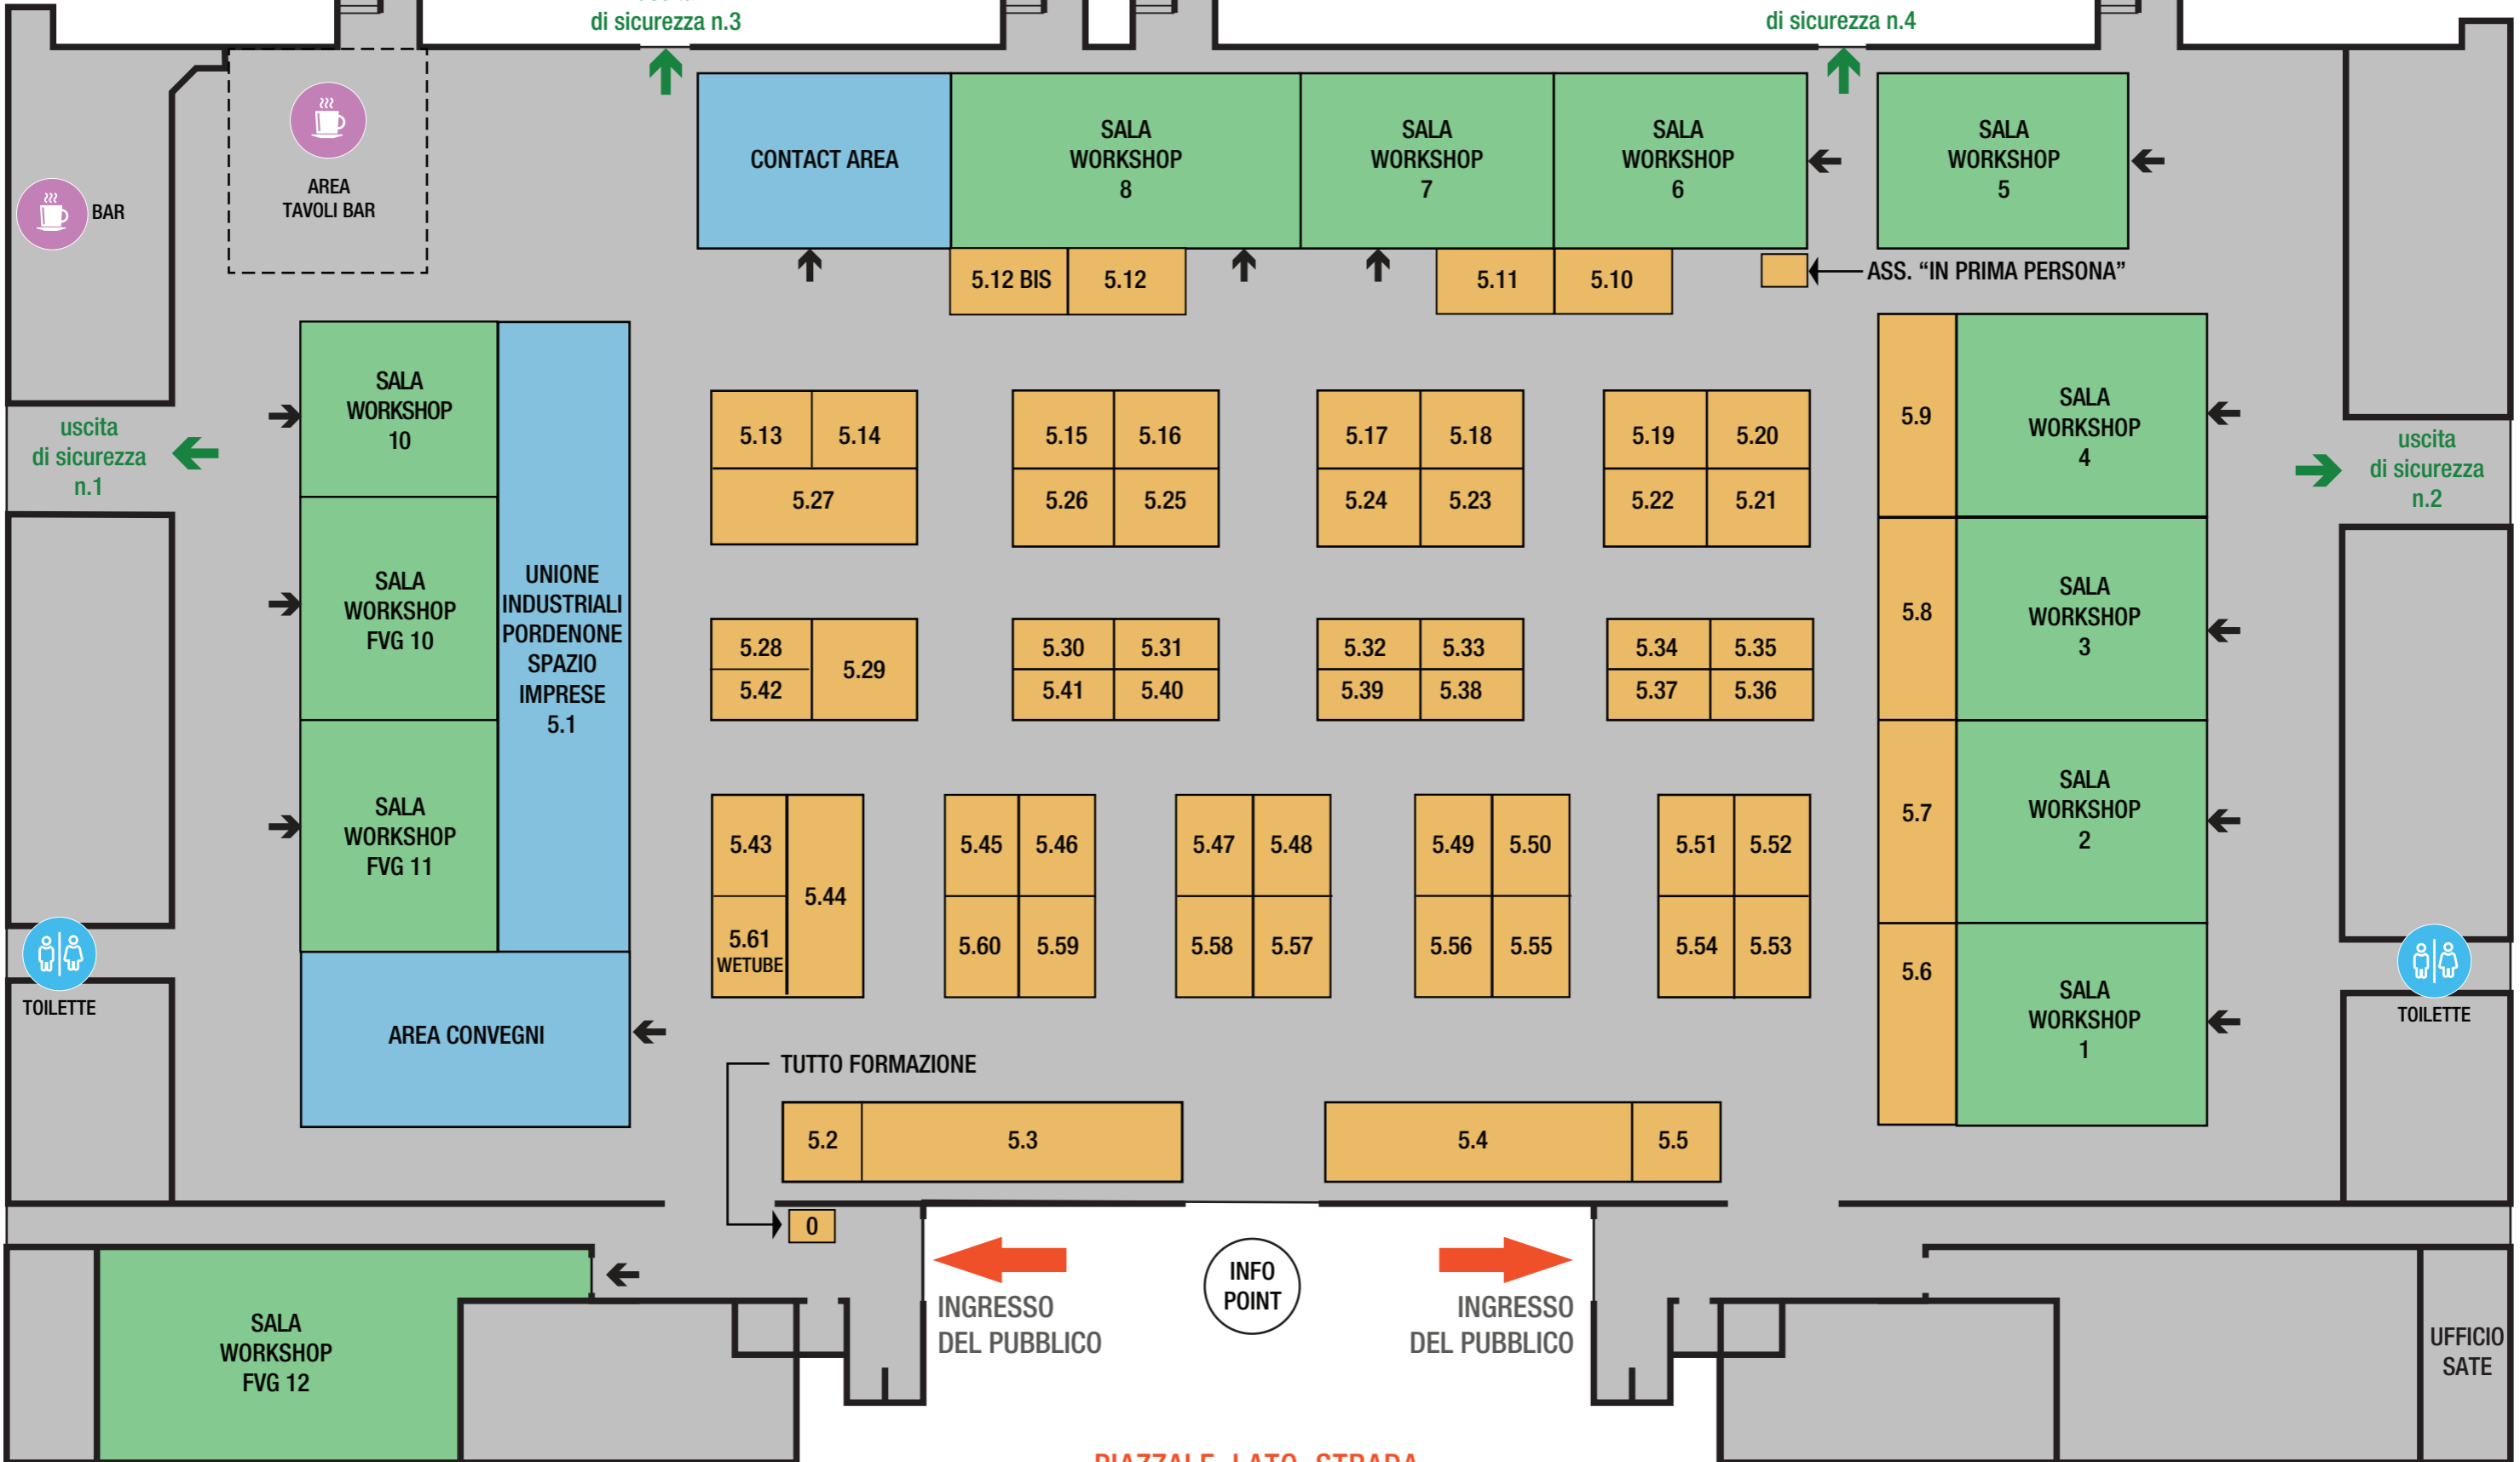 di sicurezza n.3
di sicurezza n.4
AREA
TAVOLI BAR
BAR
CONTACT AREA
SALA
WORKSHOP
8
SALA
WORKSHOP
7
SALA
WORKSHOP
6
SALA
WORKSHOP
5
5.12 BIS
5.12
5.11
5.10
ASS. “IN PRIMA PERSONA”
uscita
di sicurezza
n.1
SALA
WORKSHOP
10
SALA
WORKSHOP
FVG 10
SALA
WORKSHOP
FVG 11
UNIONE
INDUSTRIALI
PORDENONE
SPAZIO
IMPRESE
5.1
AREA CONVEGNI
5.13
5.14
5.27
5.15
5.16
5.26
5.25
5.17
5.18
5.24
5.23
5.19
5.20
5.22
5.21
5.28
5.42
5.29
5.30
5.31
5.41
5.40
5.32
5.33
5.39
5.38
5.34
5.35
5.37
5.36
5.43
5.44
5.61
WETUBE
5.45
5.46
5.60
5.59
5.47
5.48
5.58
5.57
5.49
5.50
5.56
5.55
5.51
5.52
5.54
5.53
5.9
5.8
5.7
5.6
SALA
WORKSHOP
4
SALA
WORKSHOP
3
SALA
WORKSHOP
2
SALA
WORKSHOP
1
uscita
di sicurezza
n.2
TOILETTE
TOILETTE
TUTTO FORMAZIONE
5.2
5.3
5.4
5.5
0
INGRESSO
DEL PUBBLICO
INFO
POINT
INGRESSO
DEL PUBBLICO
SALA
WORKSHOP
FVG 12
UFFICIO
SATE
PIAZZALE LATO STRADA